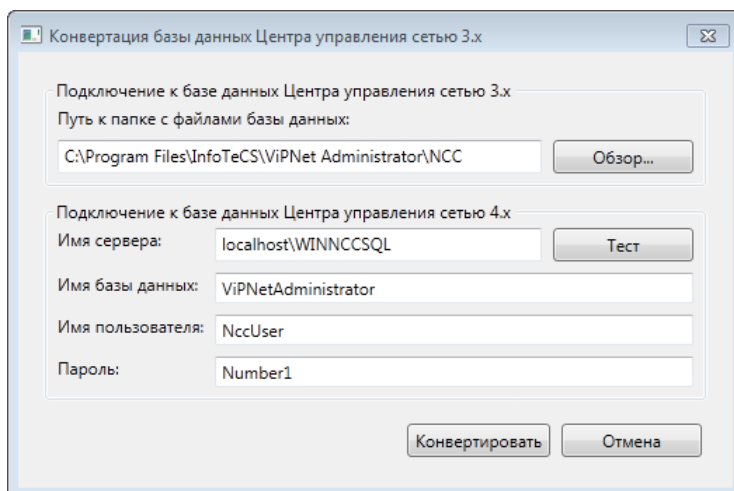 Конвертация базы данных Центра управления сетью 3.x
Подключение к базе данных Центра управления сетью 3.x
Путь к папке с файлами базы данных:
C:\Program Files\InfoTeCS\ViPNet Administrator\NCC
Обзор...
Подключение к базе данных Центра управления сетью 4.x
Имя сервера:
localhost\WINNCCSQL
Тест
Имя базы данных:
ViPNetAdministrator
Имя пользователя:
NccUser
Пароль:
Number1
Конвертировать
Отмена